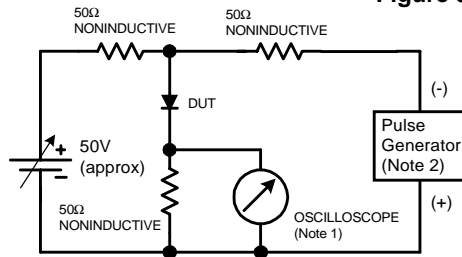 Figure
50Ω
NONINDUCTIVE
50Ω
NONINDUCTIVE
DUT
+
50V
(approx)
-
50Ω
NONINDUCTIVE
OSCILLOSCOPE
(Note 1)
(-)
Pulse
Generator
(Note 2)
(+)